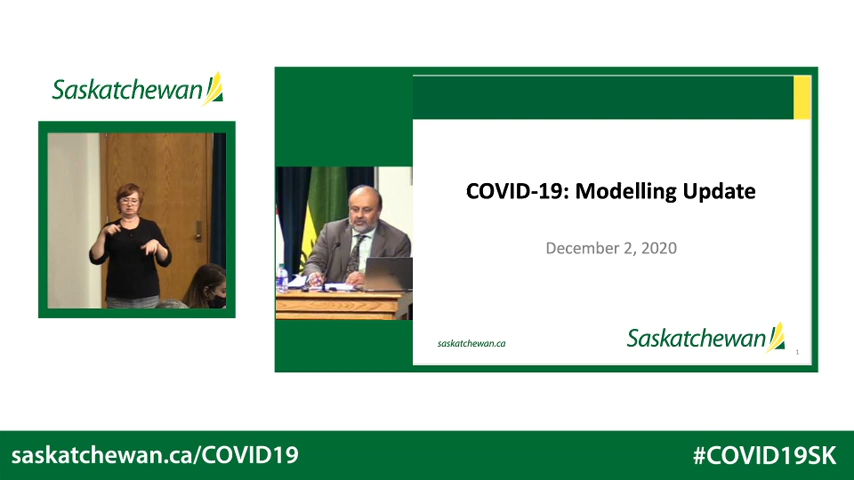 Saskatchewan
COVID-19: Modelling Update
December 2, 2020
saskatchewan.ca
Saskatchewan
1
saskatchewan.ca/COVID19
#COVID19SK